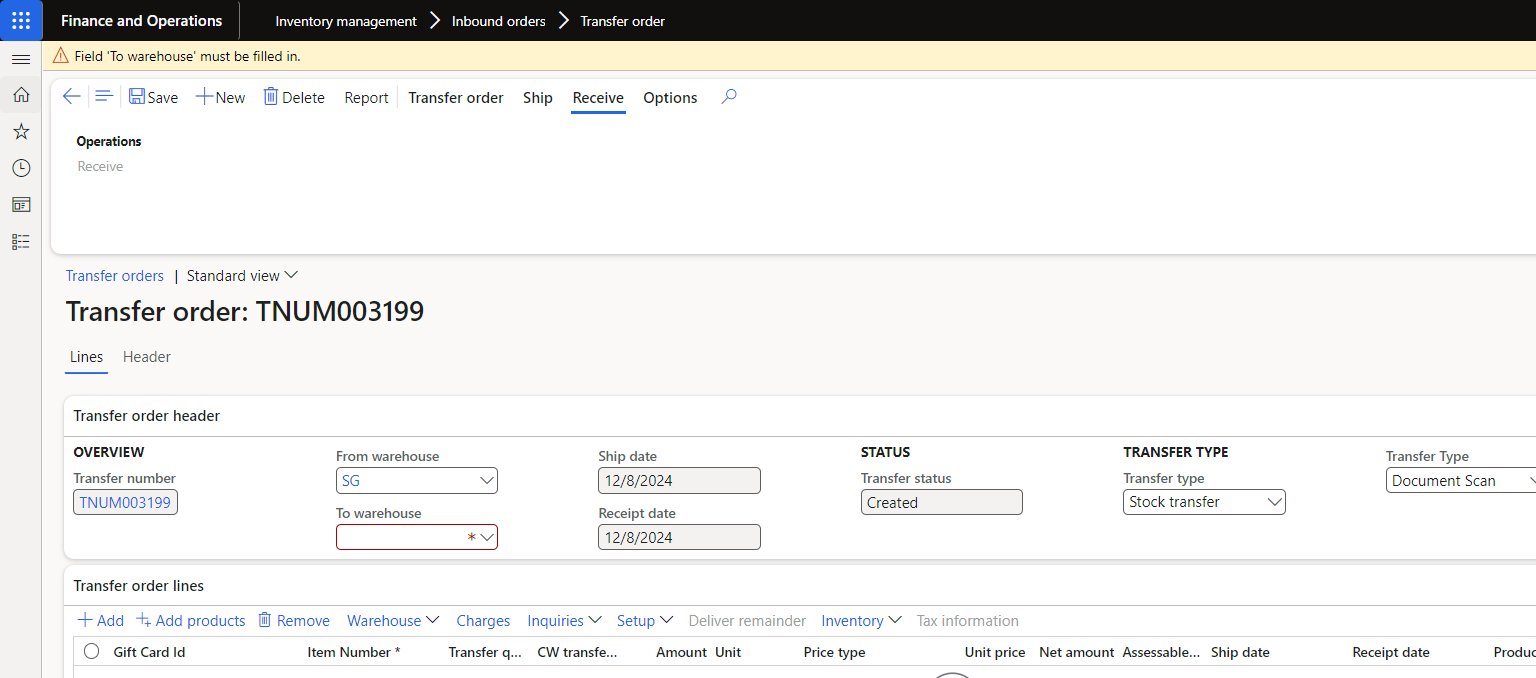 Finance and Operations Inventory management Inbound orders Transfer order
Field 'To warehouse' must be filled in.
Save New Delete Report Transfer order Ship Receive Options
Operations
Receive
Transfer orders | Standard view
Transfer order: TNUM003199
Lines Header
Transfer order header
OVERVIEW
Transfer number
TNUM003199
From warehouse
SG
To warehouse
*
Ship date
12/8/2024
Receipt date
12/8/2024
STATUS
Transfer status
Created
TRANSFER TYPE
Transfer type
Stock transfer
Transfer Type
Document Scan
Transfer order lines
Add Add products Remove Warehouse Charges Inquiries Setup Deliver remainder Inventory Tax information
Gift Card Id Item Number * Transfer q... CW transfe... Amount Unit Price type Unit price Net amount Assessable... Ship date Receipt date Produc